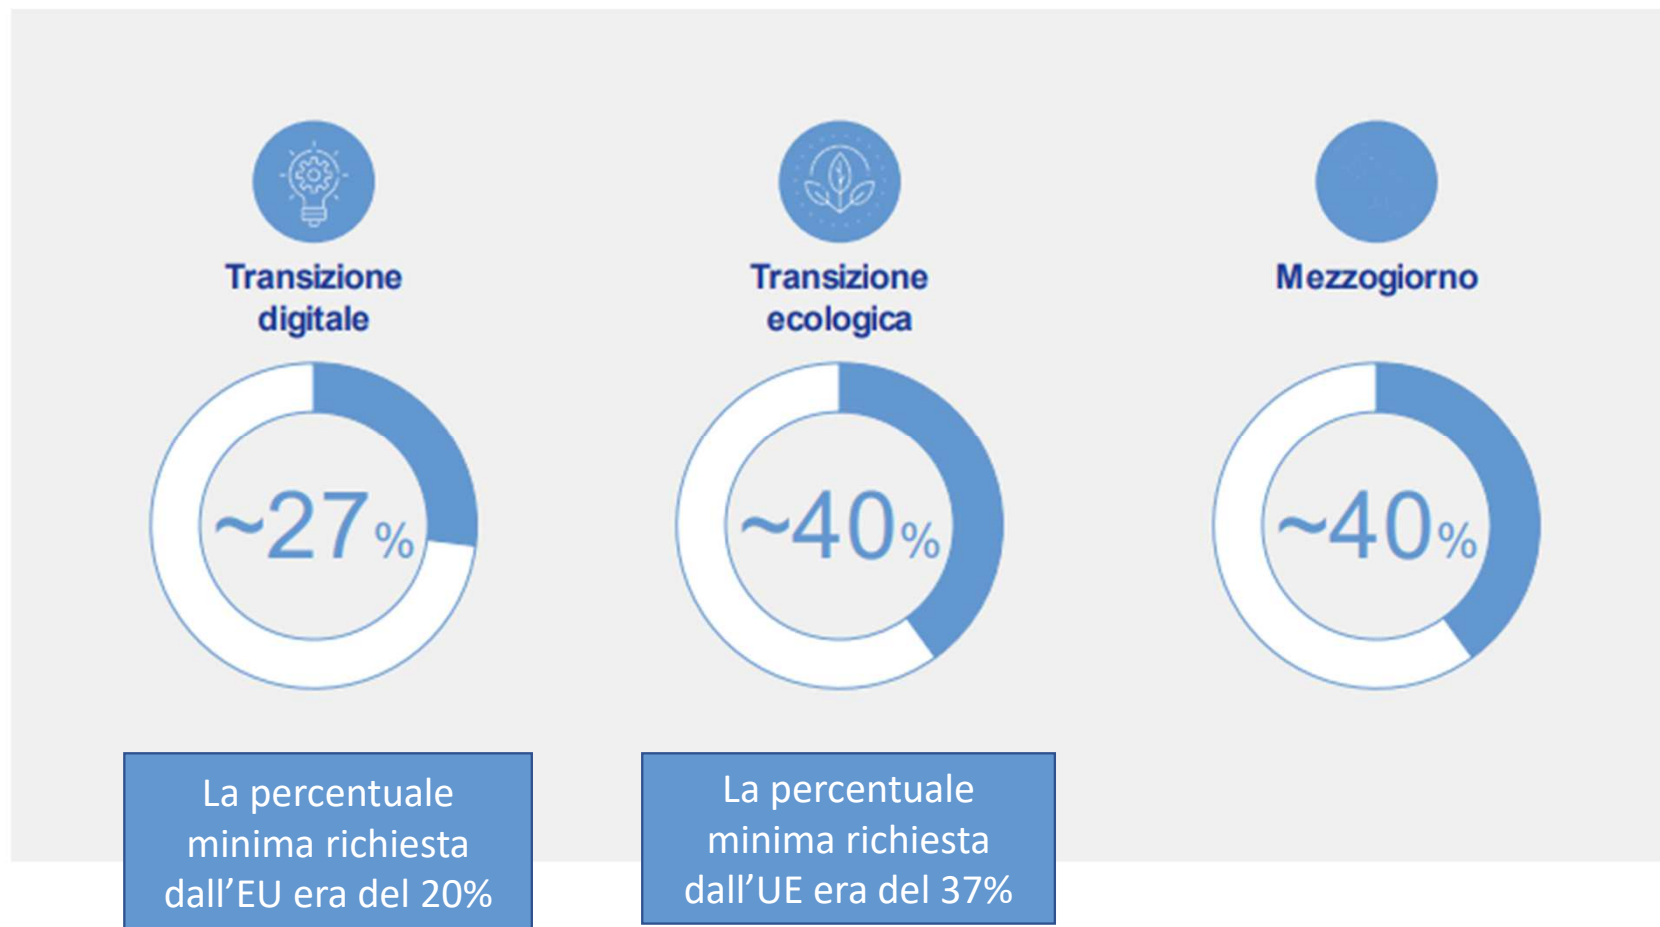 Transizione
digitale
~27%
La percentuale
minima richiesta
dall’EU era del 20%
Transizione
ecologica
~40%
La percentuale
minima richiesta
dall’UE era del 37%
Mezzogiorno
~40%